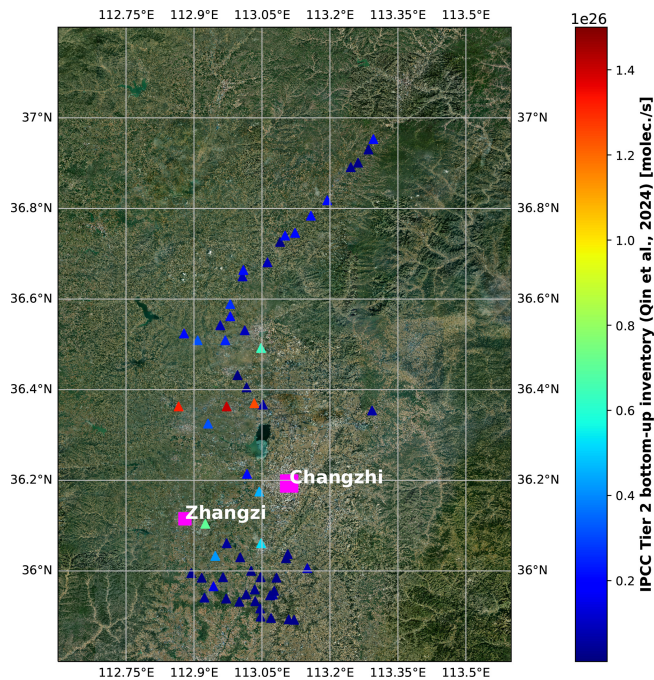 112.75°E 112.9°E 113.05°E 113.2°E 113.35°E 113.5°E
1e26
37°N 37°N
36.8°N 36.8°N
36.6°N 36.6°N
36.4°N 36.4°N
36.2°N 36.2°N
36°N 36°N
Changzhi
Zhangzi
112.75°E 112.9°E 113.05°E 113.2°E 113.35°E 113.5°E
1.4
1.2
1.0
0.8
0.6
0.4
0.2
IPCC Tier 2 bottom-up inventory (Qin et al., 2024) [molec./s]